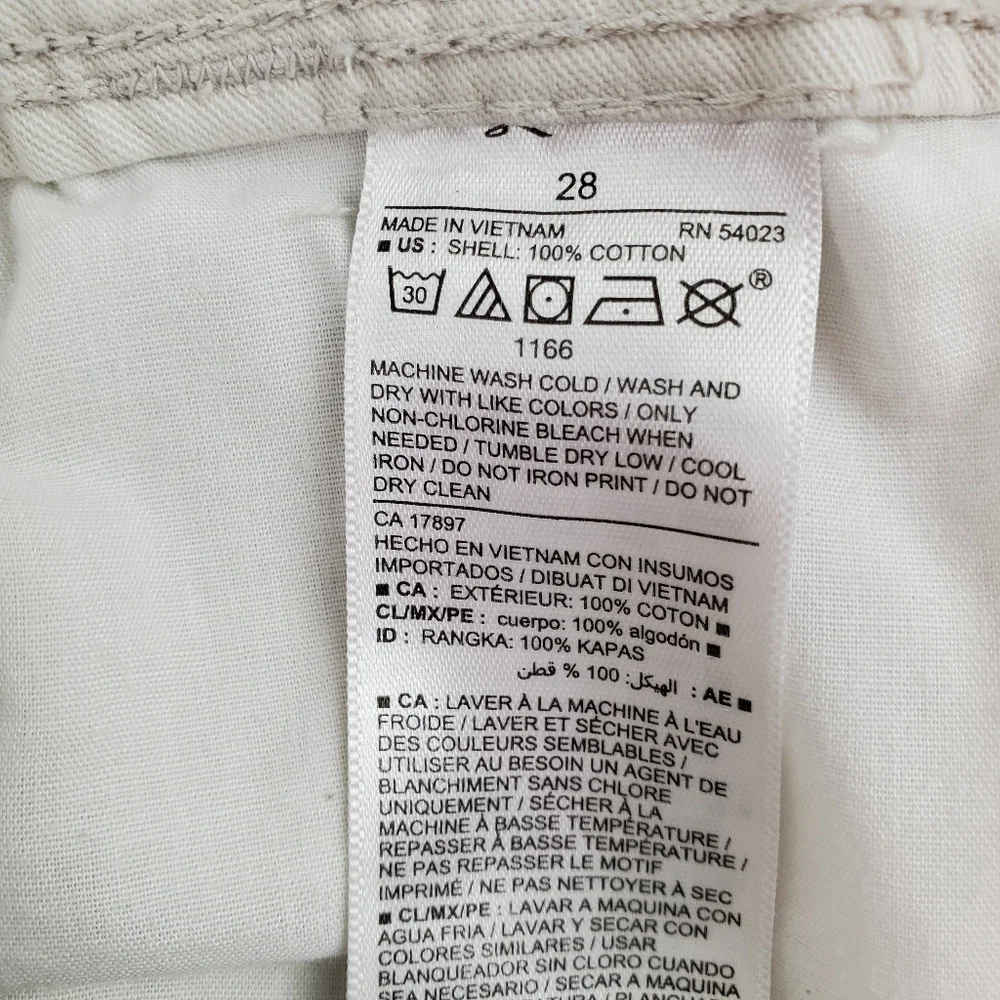 28
MADE IN VIETNAM RN 54023
■ US : SHELL: 100% COTTON
30 ®
1166
MACHINE WASH COLD / WASH AND
DRY WITH LIKE COLORS / ONLY
NON-CHLORINE BLEACH WHEN
NEEDED / TUMBLE DRY LOW / COOL
IRON / DO NOT IRON PRINT / DO NOT
DRY CLEAN
CA 17897
HECHO EN VIETNAM CON INSUMOS
IMPORTADOS / DIBUAT DI VIETNAM
■ CA : EXTÉRIEUR: 100% COTON ■
CL/MX/PE : cuerpo: 100% algodón ■
ID : RANGKA: 100% KAPAS
■ AE : الهيكل: 100 % قطن
■ CA : LAVER À LA MACHINE À L'EAU
FROIDE / LAVER ET SÉCHER AVEC
DES COULEURS SEMBLABLES /
UTILISER AU BESOIN UN AGENT DE
BLANCHIMENT SANS CHLORE
UNIQUEMENT / SÉCHER À LA
MACHINE À BASSE TEMPÉRATURE /
REPASSER À BASSE TEMPÉRATURE /
NE PAS REPASSER LE MOTIF
IMPRIMÉ / NE PAS NETTOYER À SEC
■ CL/MX/PE : LAVAR A MAQUINA CON
AGUA FRIA / LAVAR Y SECAR CON
COLORES SIMILARES / USAR
BLANQUEADOR SIN CLORO CUANDO
SEA NECESARIO / SECAR A MAQUINA